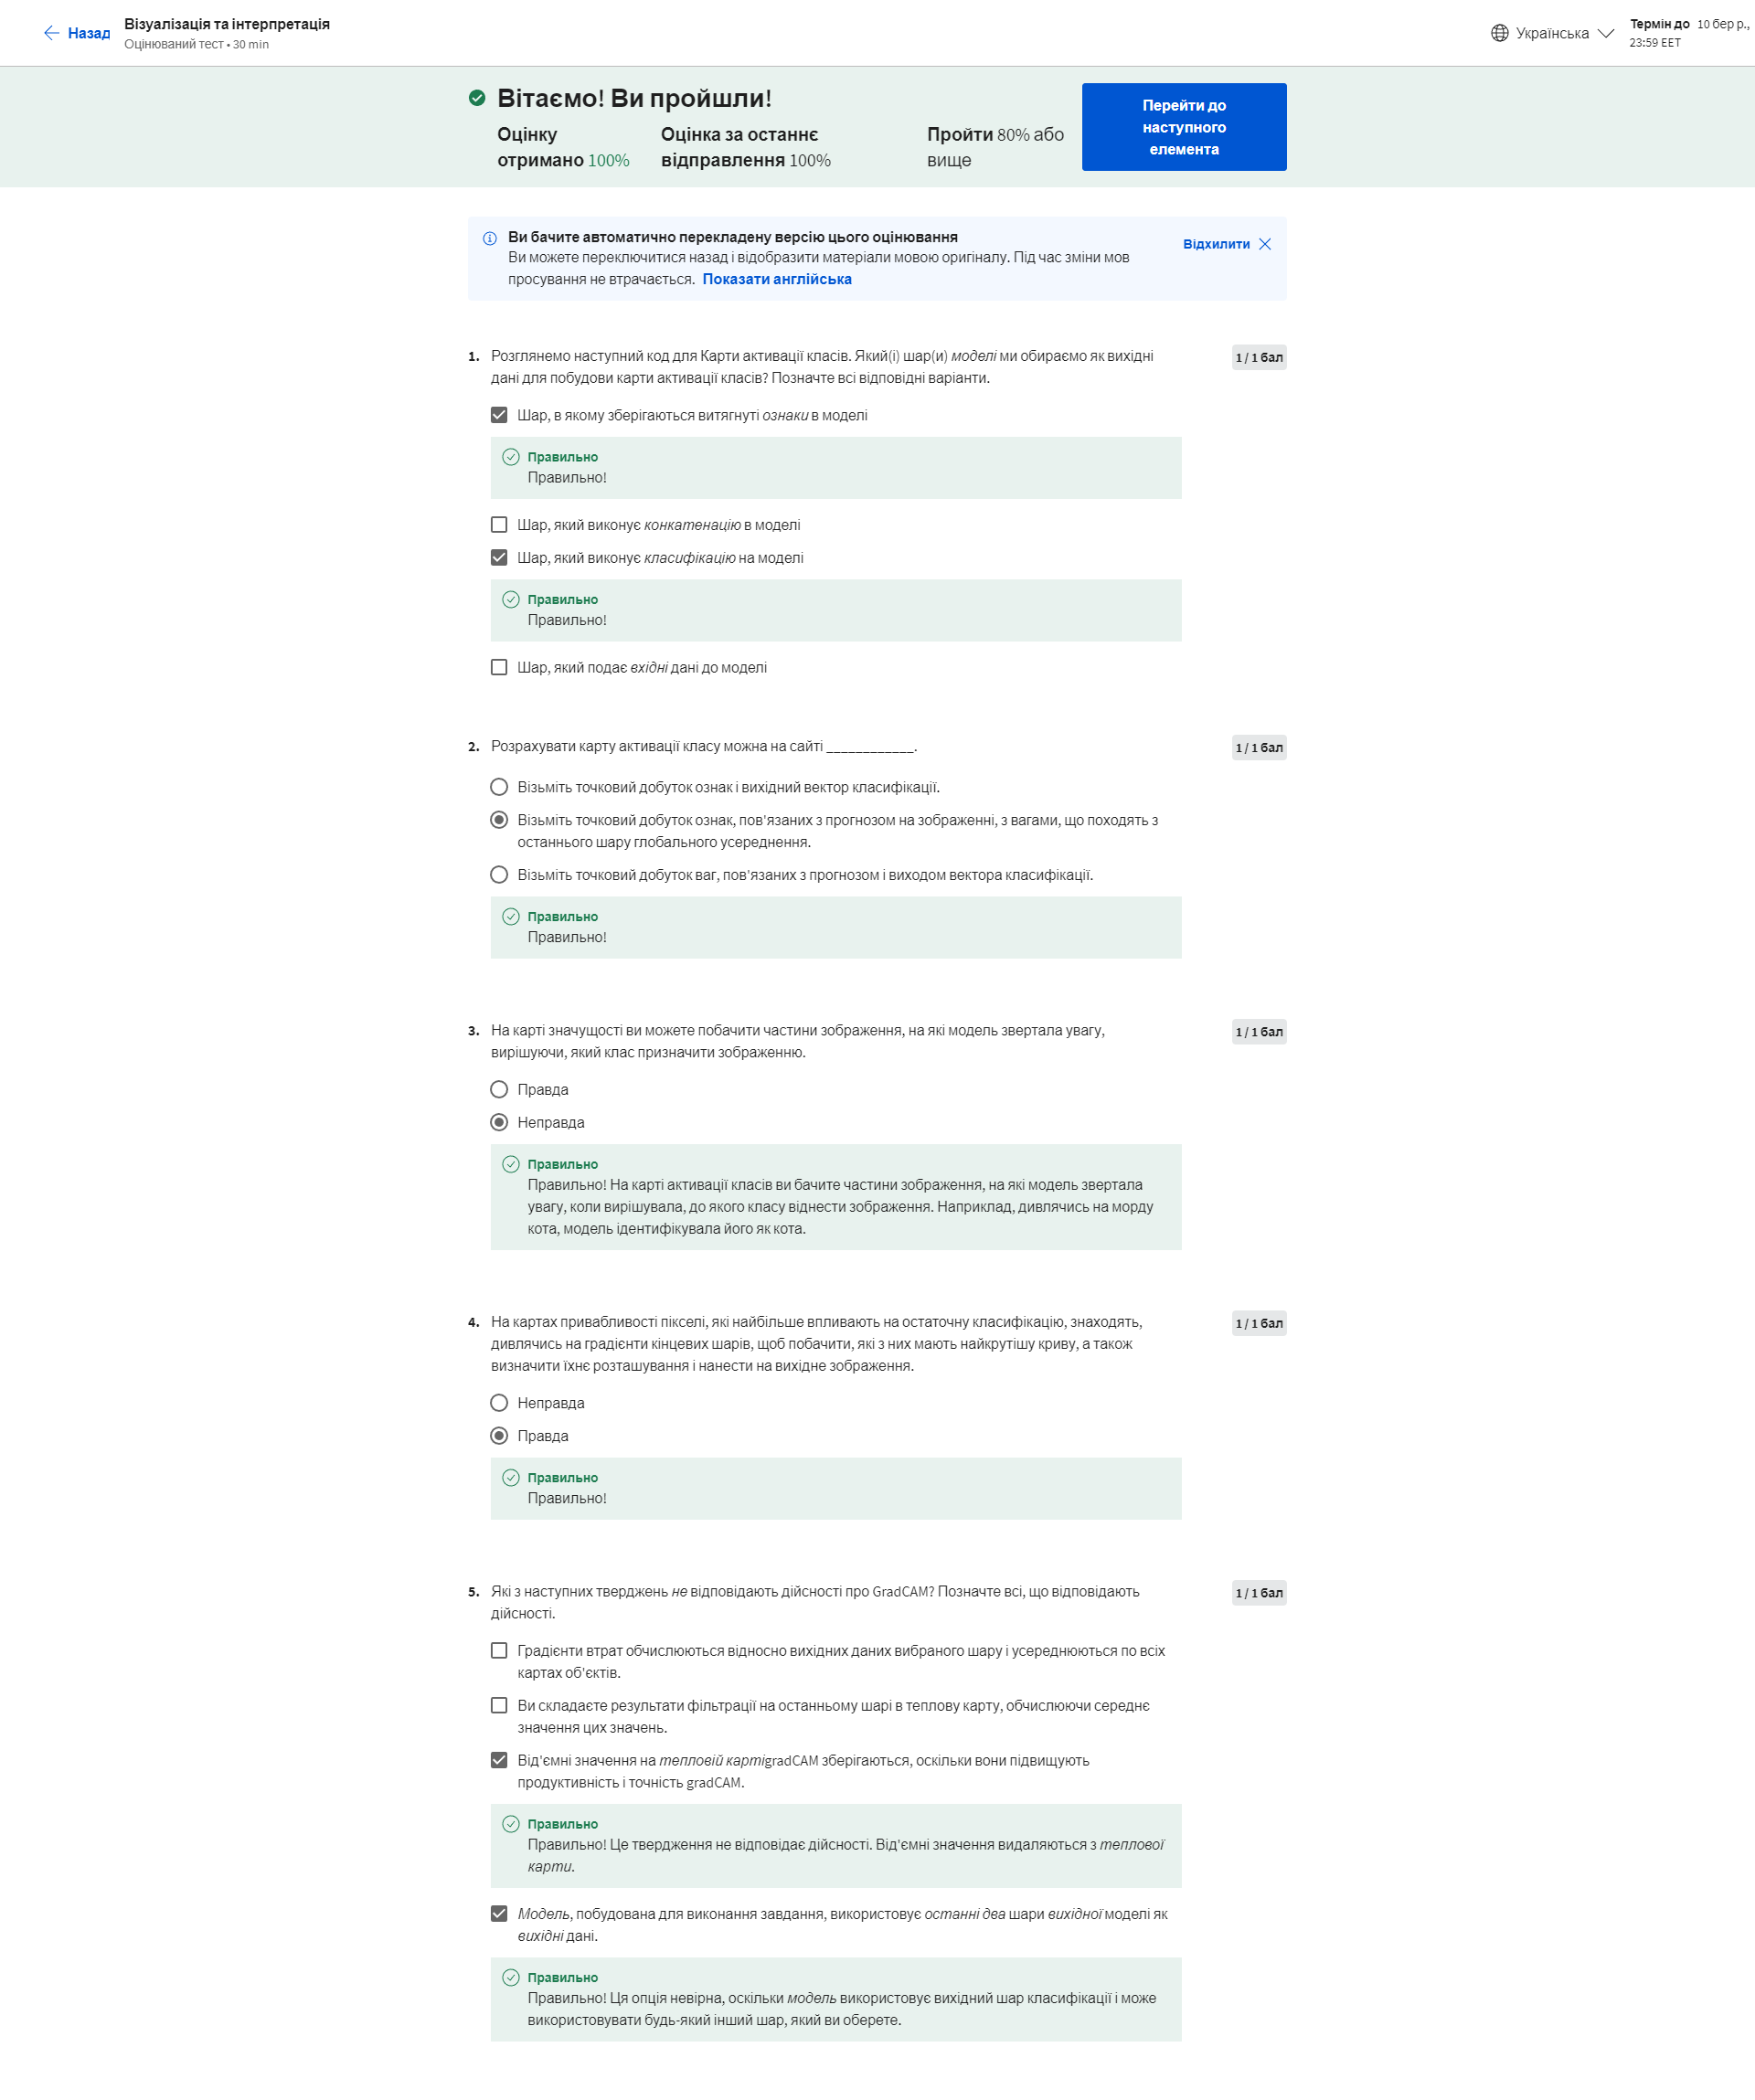 Назад
Візуалізація та інтерпретація
Оцінюваний тест • 30 min
Українська
Термін до 10 бер р.,
23:59 EET
Вітаємо! Ви пройшли!
Оцінку
отримано 100%
Оцінка за останнє
відправлення 100%
Пройти 80% або
вище
Перейти до
наступного
елемента
Ви бачите автоматично перекладену версію цього оцінювання
Ви можете переключитися назад і відобразити матеріали мовою оригіналу. Під час зміни мов
просування не втрачається. Показати англійська
Відхилити
1. Розглянемо наступний код для Карти активації класів. Який(і) шар(и) моделі ми обираємо як вихідні
дані для побудови карти активації класів? Позначте всі відповідні варіанти.
1 / 1 бал
Шар, в якому зберігаються витягнуті ознаки в моделі
Правильно
Правильно!
Шар, який виконує конкатенацію в моделі
Шар, який виконує класифікацію на моделі
Правильно
Правильно!
Шар, який подає вхідні дані до моделі
2. Розрахувати карту активації класу можна на сайті ____________.
1 / 1 бал
Візьміть точковий добуток ознак і вихідний вектор класифікації.
Візьміть точковий добуток ознак, пов'язаних з прогнозом на зображенні, з вагами, що походять з
останнього шару глобального усереднення.
Візьміть точковий добуток ваг, пов'язаних з прогнозом і виходом вектора класифікації.
Правильно
Правильно!
3. На карті значущості ви можете побачити частини зображення, на які модель звертала увагу,
вирішуючи, який клас призначити зображенню.
1 / 1 бал
Правда
Неправда
Правильно
Правильно! На карті активації класів ви бачите частини зображення, на які модель звертала
увагу, коли вирішувала, до якого класу віднести зображення. Наприклад, дивлячись на морду
кота, модель ідентифікувала його як кота.
4. На картах привабливості пікселі, які найбільше впливають на остаточну класифікацію, знаходять,
дивлячись на градієнти кінцевих шарів, щоб побачити, які з них мають найкрутішу криву, а також
визначити їхнє розташування і нанести на вихідне зображення.
1 / 1 бал
Неправда
Правда
Правильно
Правильно!
5. Які з наступних тверджень не відповідають дійсності про GradCAM? Позначте всі, що відповідають
дійсності.
1 / 1 бал
Градієнти втрат обчислюються відносно вихідних даних вибраного шару і усереднюються по всіх
картах об'єктів.
Ви складаєте результати фільтрації на останньому шарі в теплову карту, обчислюючи середнє
значення цих значень.
Від'ємні значення на тепловій картіgradCAM зберігаються, оскільки вони підвищують
продуктивність і точність gradCAM.
Правильно
Правильно! Це твердження не відповідає дійсності. Від'ємні значення видаляються з теплової
карти.
Модель, побудована для виконання завдання, використовує останні два шари вихідної моделі як
вихідні дані.
Правильно
Правильно! Ця опція невірна, оскільки модель використовує вихідний шар класифікації і може
використовувати будь-який інший шар, який ви оберете.